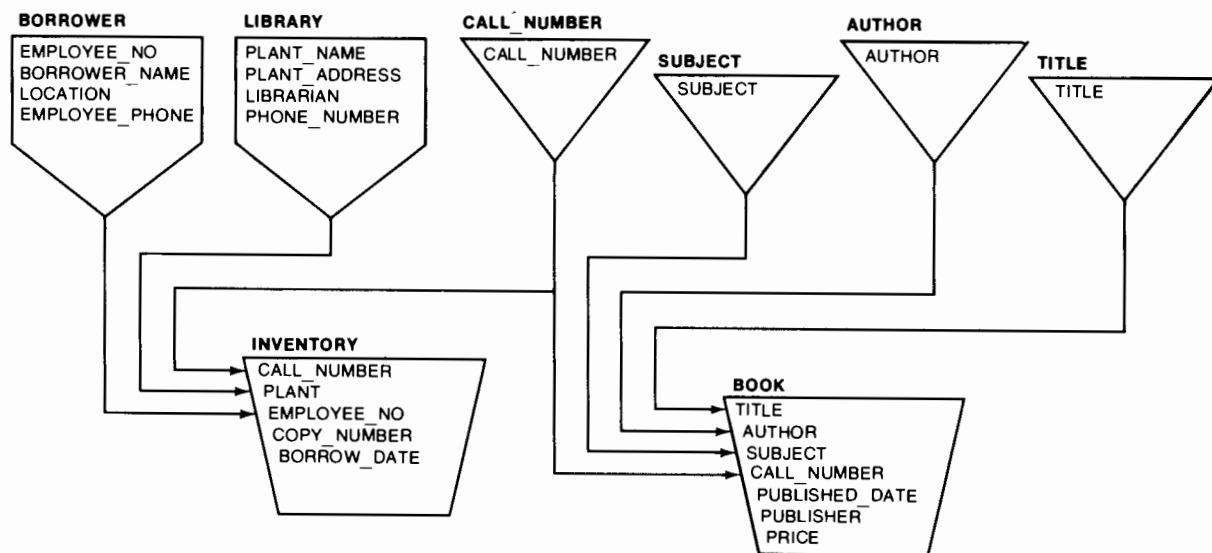 BORROWER
EMPLOYEE_NO
BORROWER_NAME
LOCATION
EMPLOYEE_PHONE
LIBRARY
PLANT_NAME
PLANT_ADDRESS
LIBRARIAN
PHONE_NUMBER
CALL_NUMBER
CALL_NUMBER
SUBJECT
SUBJECT
AUTHOR
AUTHOR
TITLE
TITLE
INVENTORY
CALL_NUMBER
PLANT
EMPLOYEE_NO
COPY_NUMBER
BORROW_DATE
BOOK
TITLE
AUTHOR
SUBJECT
CALL_NUMBER
PUBLISHED_DATE
PUBLISHER
PRICE